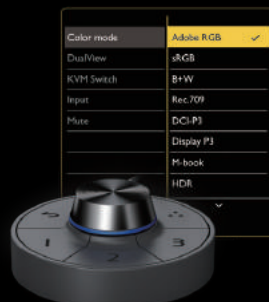 Color mode
Adobe RGB
DualView
sRGB
KVM Switch
B+W
Input
Rec.709
Mute
DCI-P3
Display P3
M-book
HDR
1
2
3